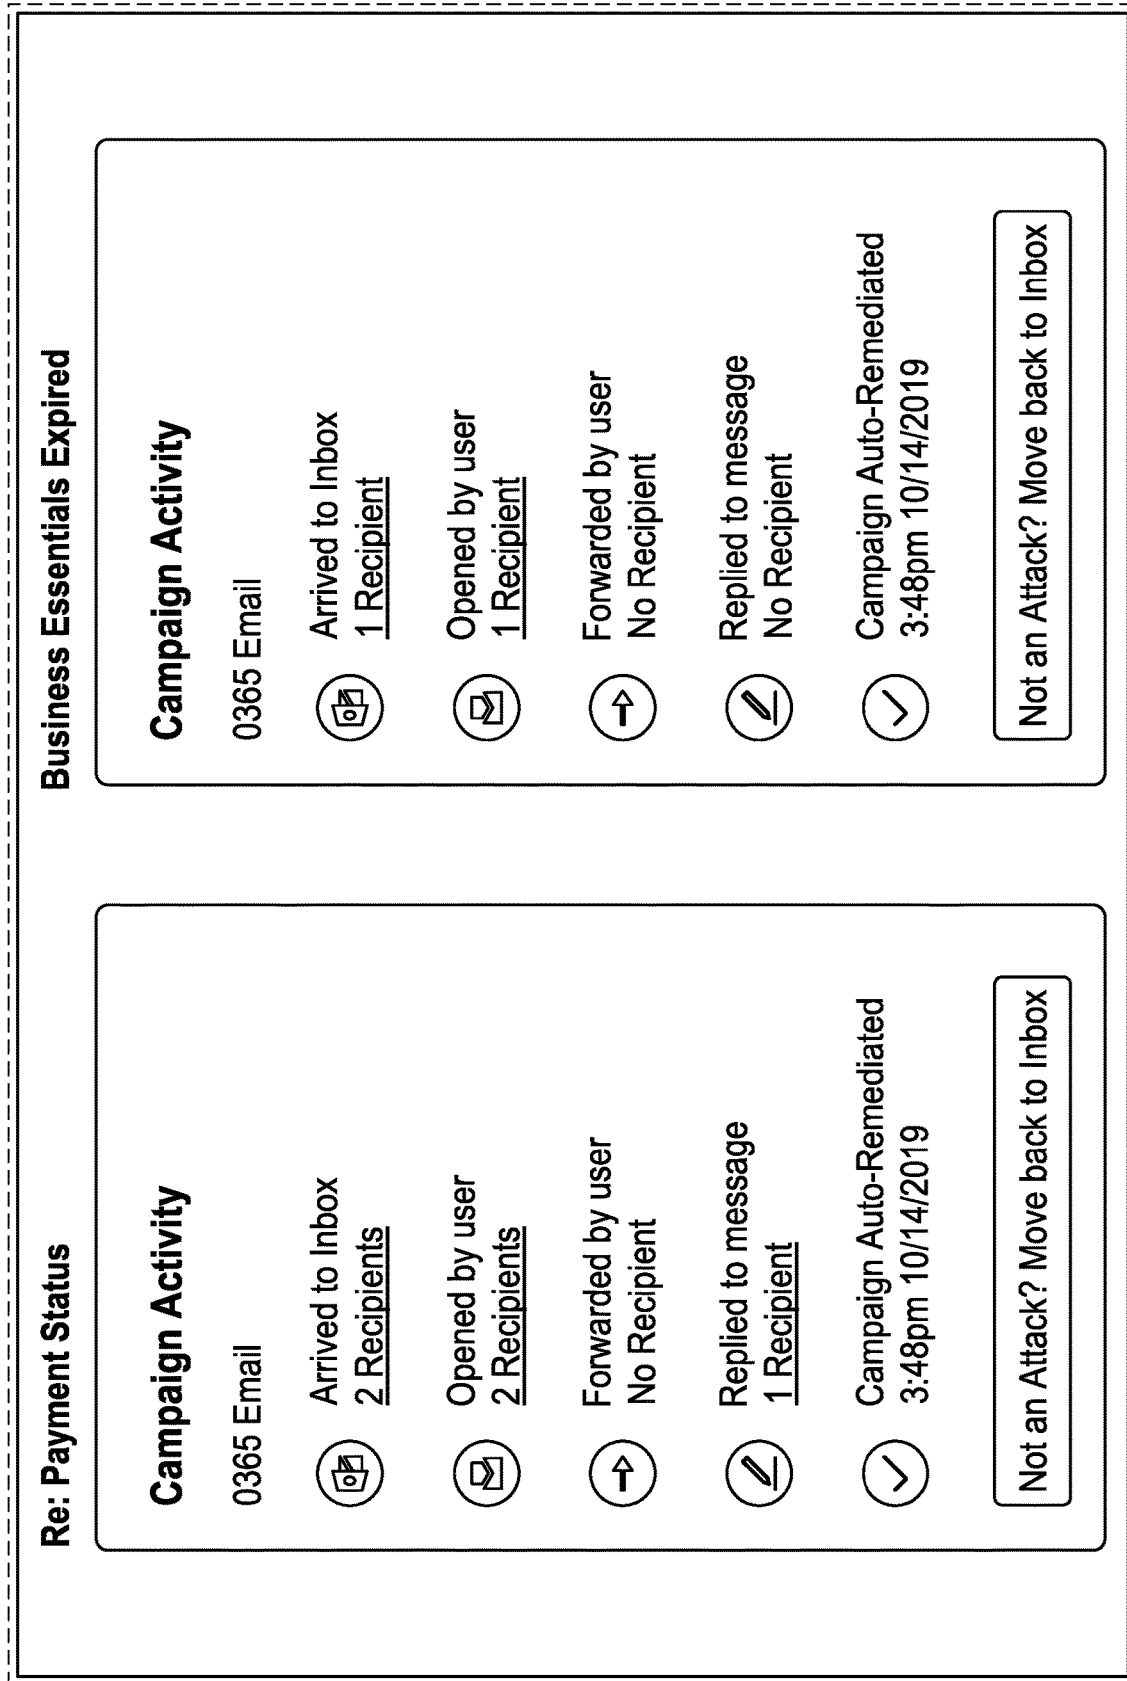 Re: Payment Status
Campaign Activity
0365 Email
Arrived to Inbox
2 Recipients
Opened by user
2 Recipients
Forwarded by user
No Recipient
Replied to message
1 Recipient
Campaign Auto-Remediated
3:48pm 10/14/2019
Not an Attack? Move back to Inbox
Business Essentials Expired
Campaign Activity
0365 Email
Arrived to Inbox
1 Recipient
Opened by user
1 Recipient
Forwarded by user
No Recipient
Replied to message
No Recipient
Campaign Auto-Remediated
3:48pm 10/14/2019
Not an Attack? Move back to Inbox